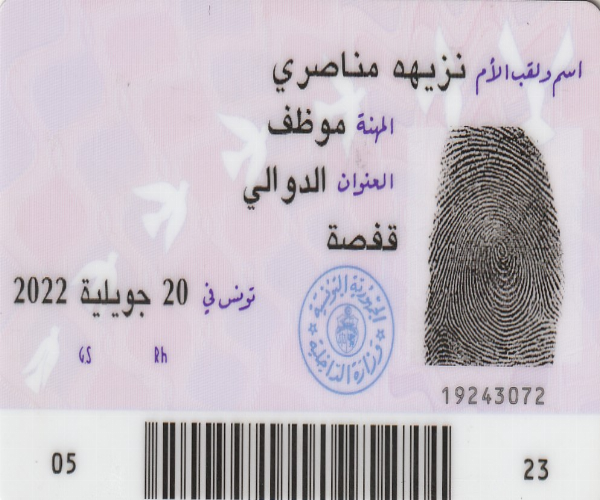 اسم ولقب الأم نزيهه مناصري
المهنة موظف
العنوان الدوالي
قفصة
تونس في 20 جويلية 2022
GS Rh
الجمهورية التونسية
وزارة الداخلية
19243072
05 23